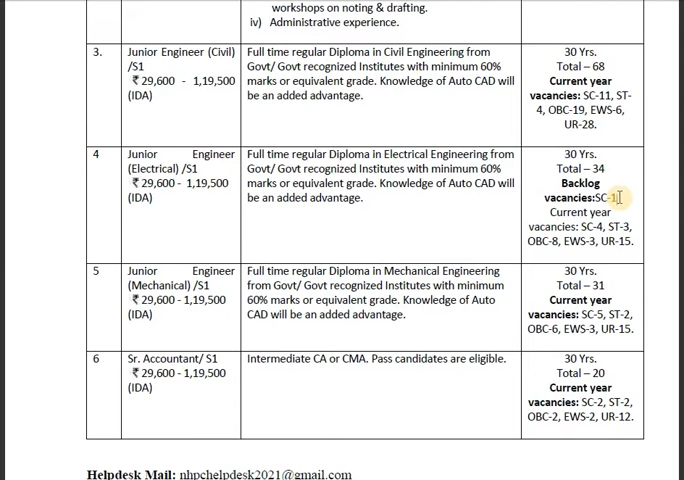 workshops on noting & drafting.
iv) Administrative experience.
3.
Junior Engineer (Civil)
/S1
₹ 29,600 - 1,19,500
(IDA)
Full time regular Diploma in Civil Engineering from
Govt/ Govt recognized Institutes with minimum 60%
marks or equivalent grade. Knowledge of Auto CAD will
be an added advantage.
30 Yrs.
Total – 68
Current year
vacancies: SC-11, ST-
4, OBC-19, EWS-6,
UR-28.
4
Junior Engineer
(Electrical) /S1
₹ 29,600 - 1,19,500
(IDA)
Full time regular Diploma in Electrical Engineering from
Govt/ Govt recognized Institutes with minimum 60%
marks or equivalent grade. Knowledge of Auto CAD will
be an added advantage.
30 Yrs.
Total – 34
Backlog
vacancies:SC-1
Current year
vacancies: SC-4, ST-3,
OBC-8, EWS-3, UR-15.
5
Junior Engineer
(Mechanical) /S1
₹ 29,600 - 1,19,500
(IDA)
Full time regular Diploma in Mechanical Engineering
from Govt/ Govt recognized Institutes with minimum
60% marks or equivalent grade. Knowledge of Auto
CAD will be an added advantage.
30 Yrs.
Total – 31
Current year
vacancies: SC-5, ST-2,
OBC-6, EWS-3, UR-15.
6
Sr. Accountant/ S1
₹ 29,600 - 1,19,500
(IDA)
Intermediate CA or CMA. Pass candidates are eligible.
30 Yrs.
Total – 20
Current year
vacancies: SC-2, ST-2,
OBC-2, EWS-2, UR-12.
Helpdesk Mail: nhpchelpdesk2021@gmail.com